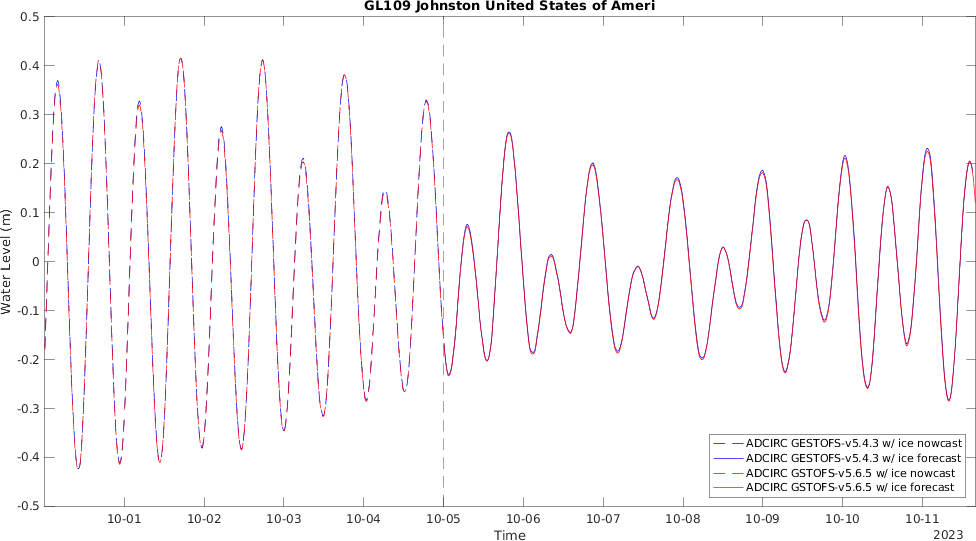 GL109 Johnston United States of Ameri
0.5
0.4
0.3
0.2
0.1
0
-0.1
-0.2
-0.3
-0.4
-0.5
Water Level (m)
ADCIRC GESTOFS-v5.4.3 w/ ice nowcast
ADCIRC GESTOFS-v5.4.3 w/ ice forecast
ADCIRC GSTOFS-v5.6.5 w/ ice nowcast
ADCIRC GSTOFS-v5.6.5 w/ ice forecast
10-01 10-02 10-03 10-04 10-05 10-06 10-07 10-08 10-09 10-10 10-11
Time
2023